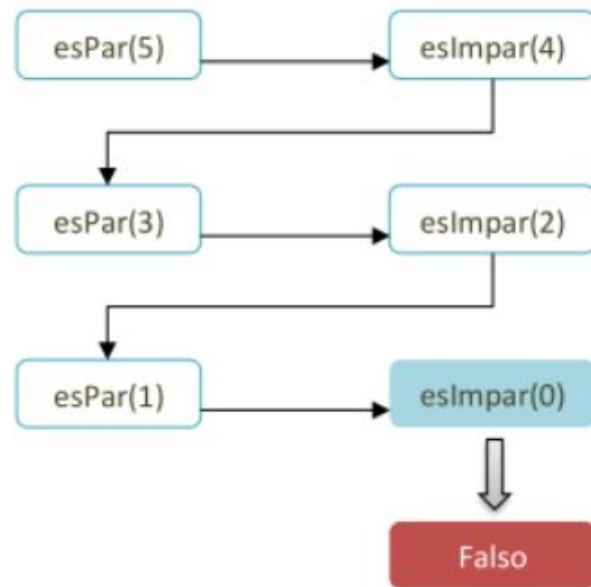 esPar(5)
esImpar(4)
esPar(3)
esImpar(2)
esPar(1)
esImpar(0)
Falso